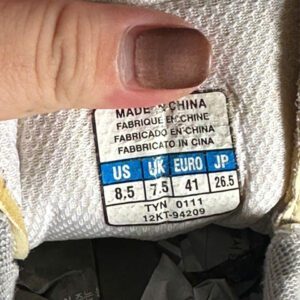 MADE IN CHINA
FABRIQUE EN CHINE
FABRICADO EN CHINA
FABBRICATO IN CINA
US UK EURO JP
8,5 7.5 41 26.5
TYN 0111
12KT-94209